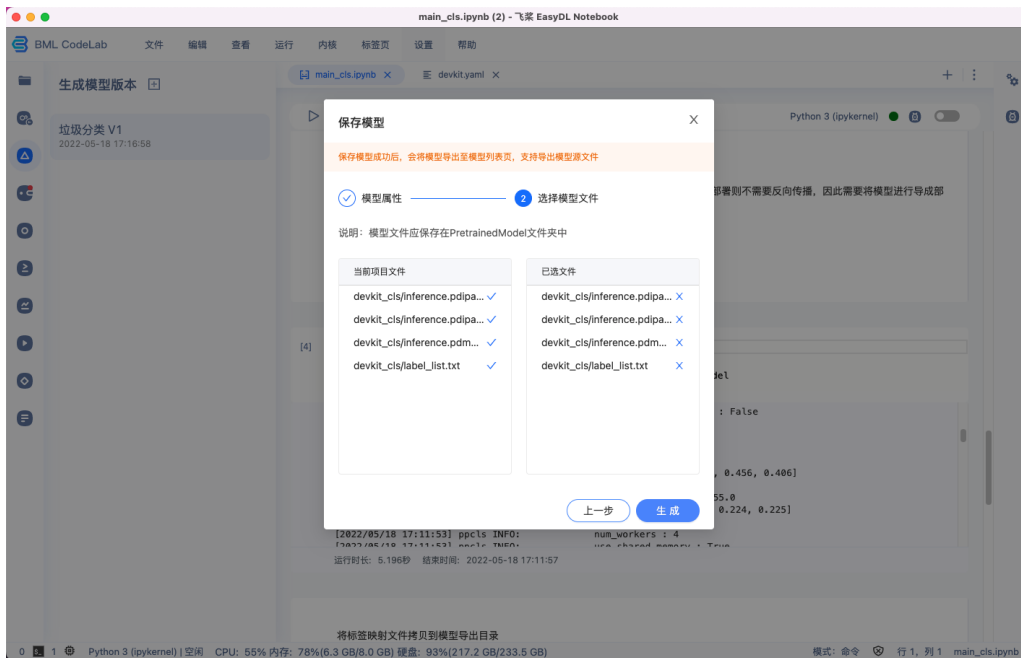 main_cls.ipynb (2) - 飞桨 EasyDL Notebook
BML CodeLab 文件 编辑 查看 运行 内核 标签页 设置 帮助
生成模型版本
main_cls.ipynb devkit.yaml
垃圾分类 V1
2022-05-18 17:16:58
Python 3 (ipykernel)
保存模型
保存模型成功后，会将模型导出至模型列表页，支持导出模型源文件
模型属性 2 选择模型文件
部署则不需要反向传播，因此需要将模型进行导成部
说明：模型文件应保存在PretrainedModel文件夹中
当前项目文件 已选文件
devkit_cls/inference.pdipa... devkit_cls/inference.pdipa...
devkit_cls/inference.pdipa... devkit_cls/inference.pdipa...
devkit_cls/inference.pdm... devkit_cls/inference.pdm...
[4]
devkit_cls/label_list.txt devkit_cls/label_list.txt
: False
, 0.456, 0.406]
55.0
0.224, 0.225]
上一步 生成
[2022/05/18 17:11:53] ppcls INFO: num_workers : 4
[2022/05/18 17:11:53] ppcls INFO: use_shared_memory : True
运行时长: 5.196秒 结束时间: 2022-05-18 17:11:57
将标签映射文件拷贝到模型导出目录
0 1 Python 3 (ipykernel) | 空闲 CPU: 55% 内存: 78%(6.3 GB/8.0 GB) 硬盘: 93%(217.2 GB/233.5 GB) 模式: 命令 行 1, 列 1 main_cls.ipynb